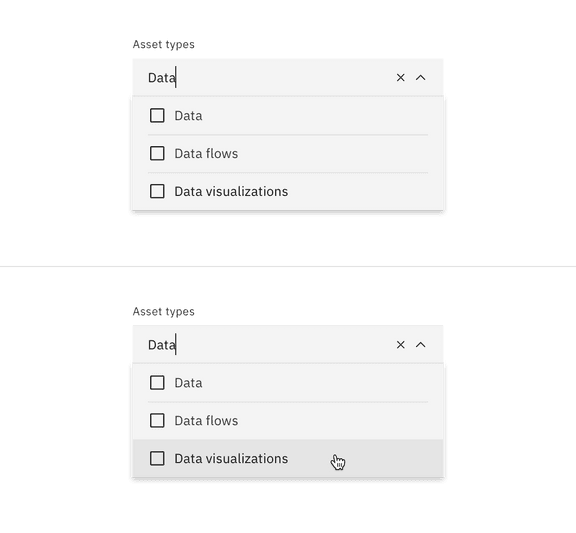 Asset types
Data
Data
Data flows
Data visualizations
Asset types
Data
Data
Data flows
Data visualizations